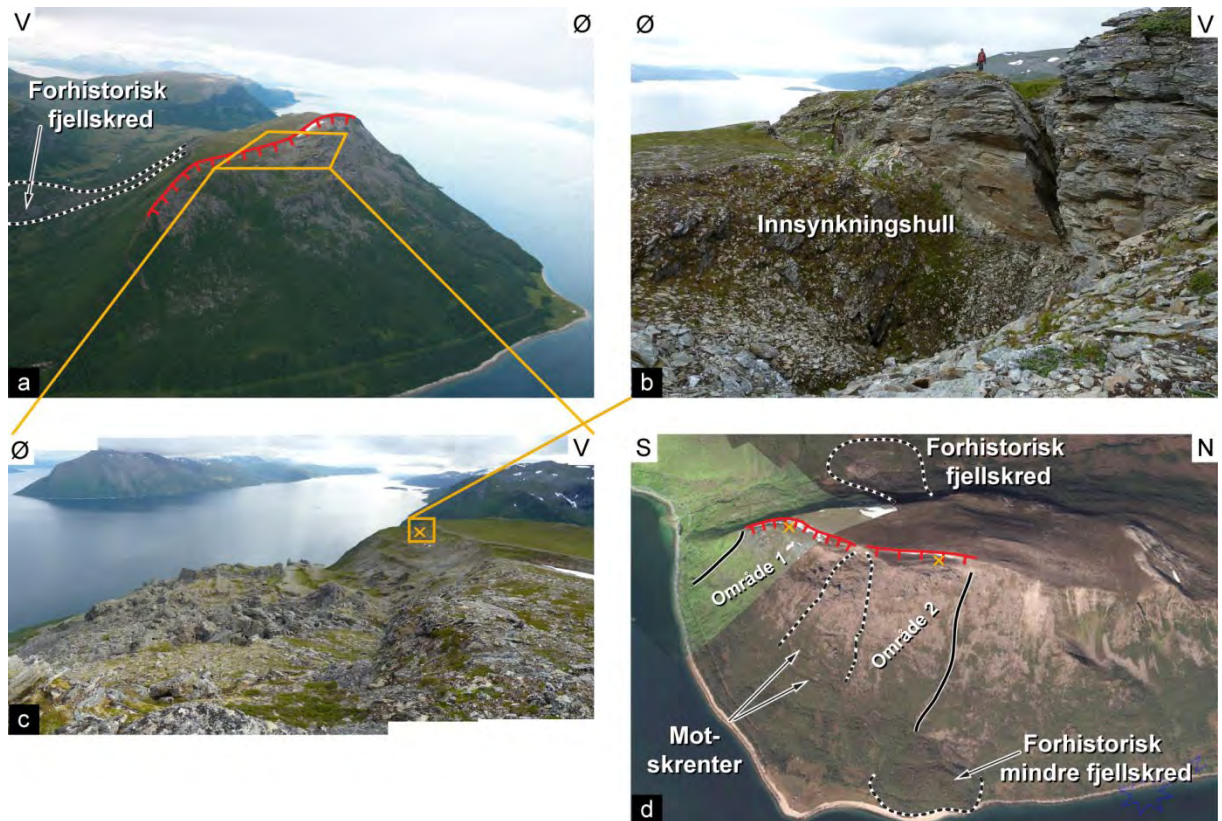 V
Ø
Forhistorisk
fjellskred
a
Ø
V
Innsynkningshull
b
Ø
V
c
S
N
Forhistorisk
fjellskred
Område 1
Område 2
Mot-
skrenter
Forhistorisk
mindre fjellskred
d